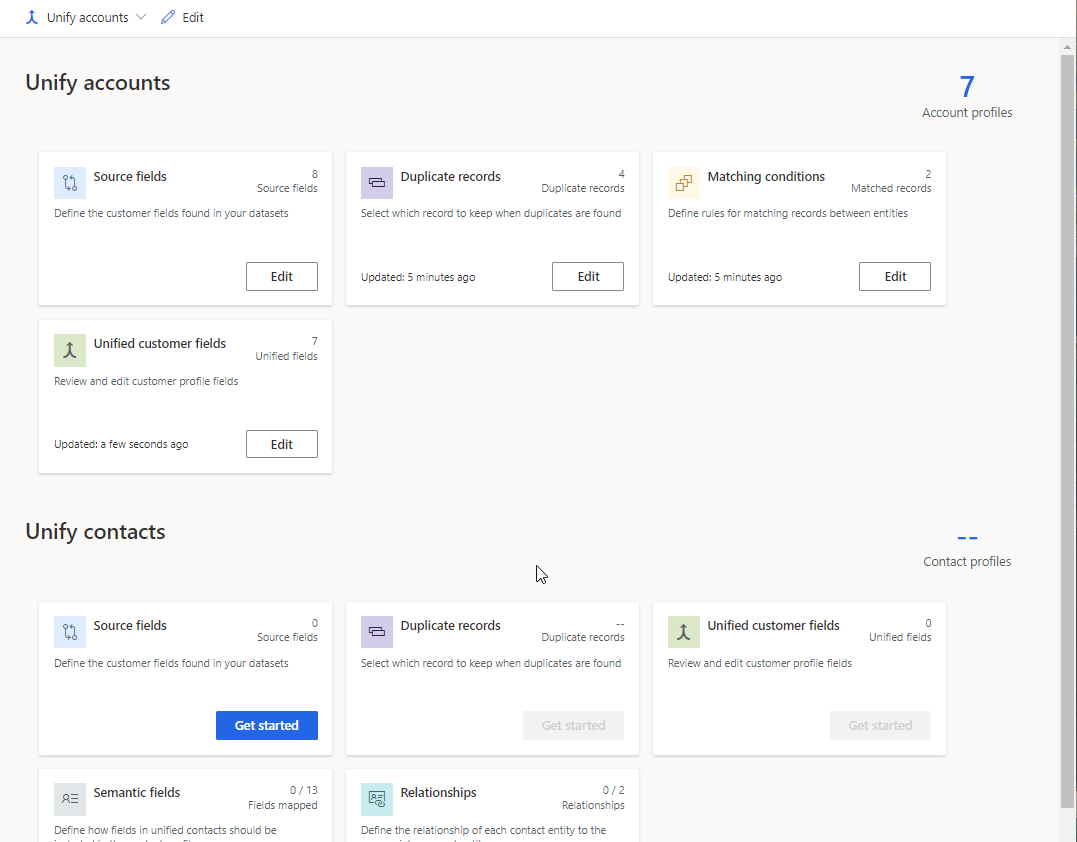 Unify accounts Edit
Unify accounts
7
Account profiles
Source fields
8
Source fields
Define the customer fields found in your datasets
Edit
Duplicate records
4
Duplicate records
Select which record to keep when duplicates are found
Updated: 5 minutes ago
Edit
Matching conditions
2
Matched records
Define rules for matching records between entities
Updated: 5 minutes ago
Edit
Unified customer fields
7
Unified fields
Review and edit customer profile fields
Updated: a few seconds ago
Edit
Unify contacts
--
Contact profiles
Source fields
0
Source fields
Define the customer fields found in your datasets
Get started
Duplicate records
--
Duplicate records
Select which record to keep when duplicates are found
Get started
Unified customer fields
0
Unified fields
Review and edit customer profile fields
Get started
Semantic fields
0 / 13
Fields mapped
Define how fields in unified contacts should be
Relationships
0 / 2
Relationships
Define the relationship of each contact entity to the